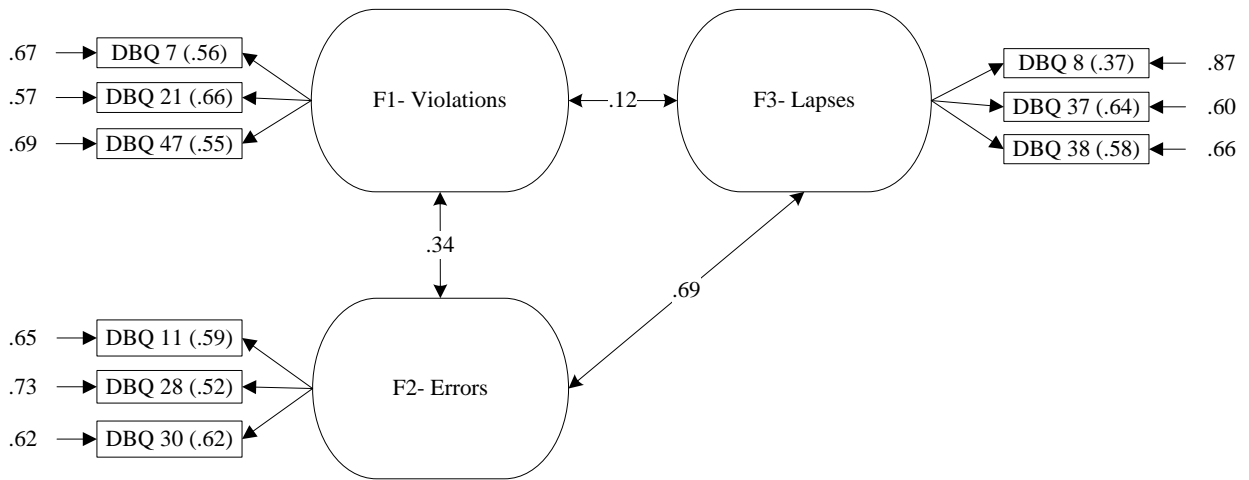 .67
DBQ 7 (.56)
.57
DBQ 21 (.66)
.69
DBQ 47 (.55)
F1- Violations
.12
F3- Lapses
DBQ 8 (.37)
.87
DBQ 37 (.64)
.60
DBQ 38 (.58)
.66
.34
.69
.65
DBQ 11 (.59)
.73
DBQ 28 (.52)
.62
DBQ 30 (.62)
F2- Errors